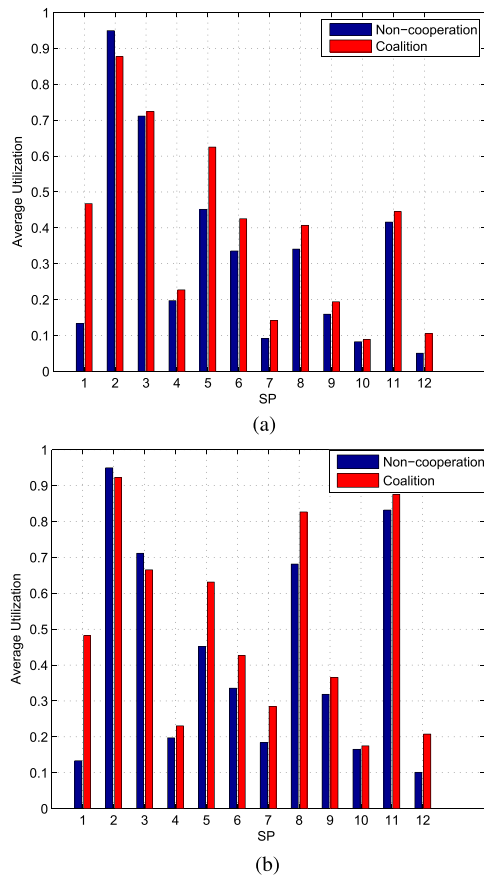 1
0.9
0.8
0.7
0.6
0.5
0.4
0.3
0.2
0.1
0
Average Utilization
Non−cooperation
Coalition
1 2 3 4 5 6 7 8 9 10 11 12
SP
(a)
1
0.9
0.8
0.7
0.6
0.5
0.4
0.3
0.2
0.1
0
Average Utilization
Non−cooperation
Coalition
1 2 3 4 5 6 7 8 9 10 11 12
SP
(b)